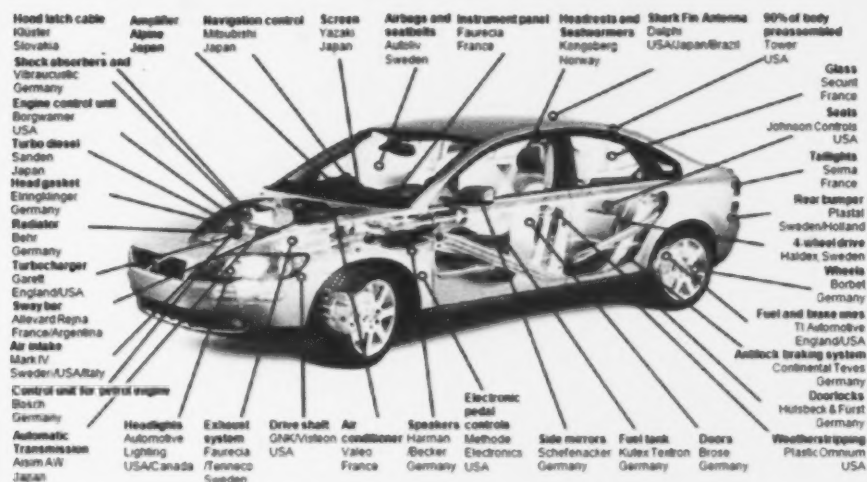 Hood latch cable
Klüster
Slovakia
Amplifier
Alpine
Japan
Navigation control
Mitsubishi
Japan
Screen
Yazaki
Japan
Airbags and
seatbelts
Autoliv
Sweden
Instrument panel
Faurecia
France
Headrests and
Seatwarmers
Kongsberg
Norway
Shark Fin Antenna
Delphi
USA/Japan/Brazil
90% of body
preassembled
Tower
USA
Shock absorbers and
Vibracoustic
Germany
Engine control unit
Borgwarner
USA
Turbo diesel
Sanden
Japan
Head gasket
Elringklinger
Germany
Radiator
Behr
Germany
Turbocharger
Garett
England/USA
Sway bar
Allevard Rejna
France/Argentina
Air intake
Mark IV
Sweden/USA/Italy
Control unit for petrol engine
Bosch
Germany
Automatic
Transmission
Aisim AW
Japan
Headlights
Automotive
Lighting
USA/Canada
Exhaust
system
Faurecia
/Tenneco
Sweden
Drive shaft
GNK/Visteon
USA
Air
conditioner
Valeo
France
Speakers
Harman
/Becker
Germany
Electronic
pedal
controls
Methode
Electronics
USA
Side mirrors
Schefenacker
Germany
Fuel tank
Kutex Textron
Germany
Doors
Brose
Germany
Glass
Securit
France
Seats
Johnson Controls
USA
Taillights
Seima
France
Rear bumper
Plastal
Sweden/Holland
4-wheel drive
Haldex, Sweden
Wheels
Borbet
Germany
Fuel and brake lines
TI Automotive
England/USA
Antilock braking system
Continental Teves
Germany
Doorlocks
Hülsbeck & Fürst
Germany
Weatherstripping
Plastic Omnium
USA